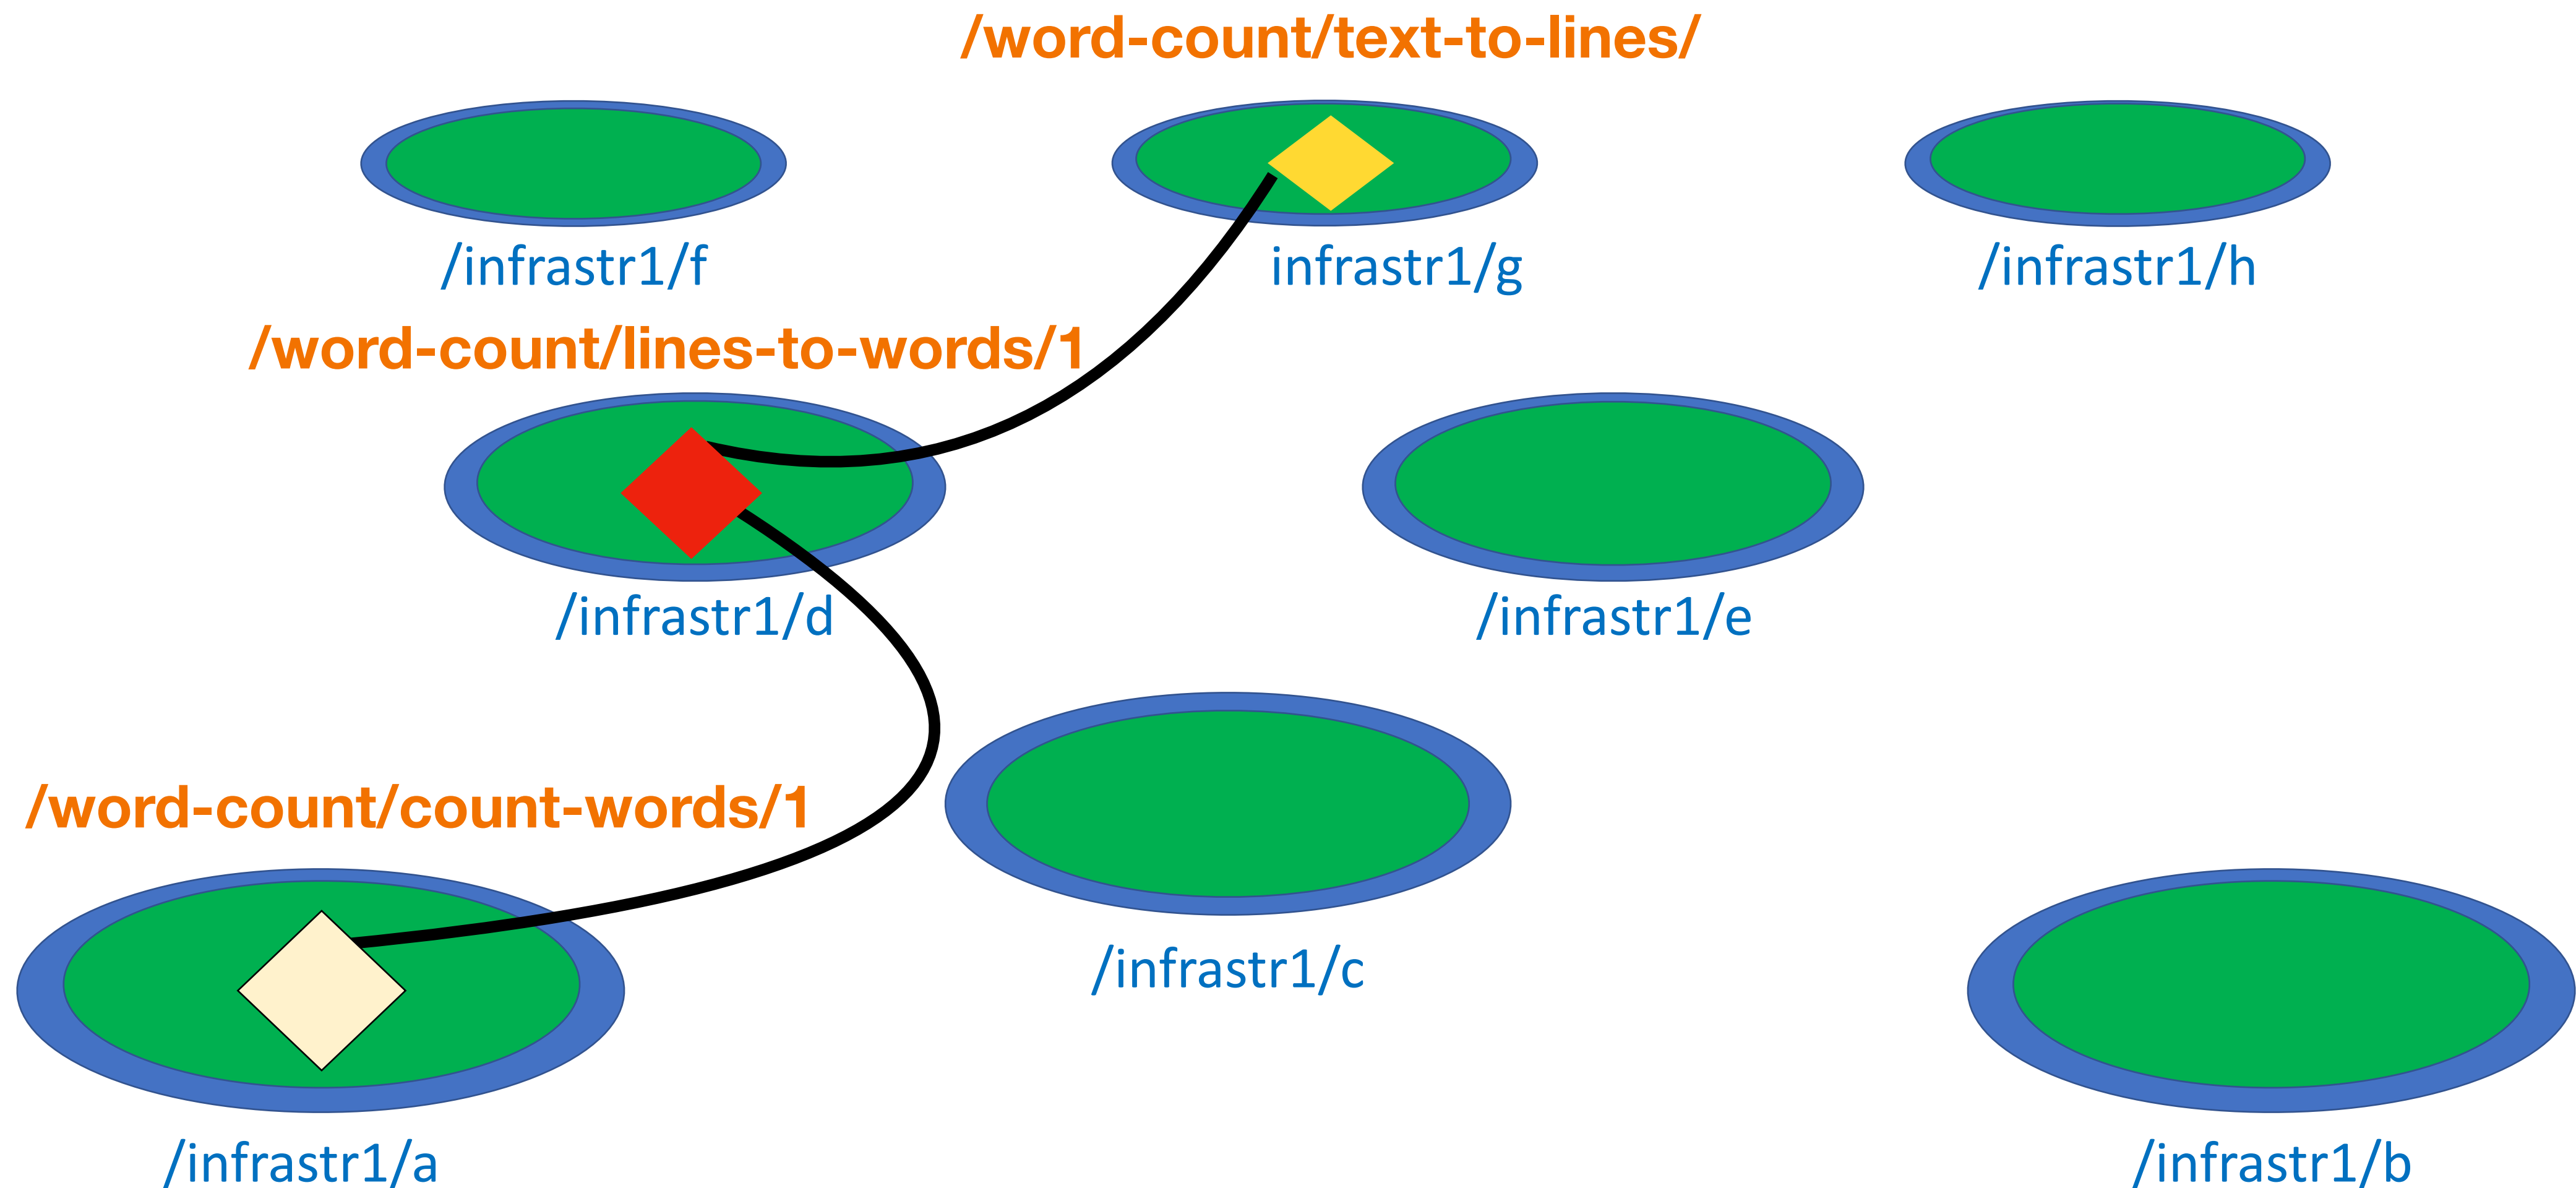 /word-count/text-to-lines/
/infrastr1/f
infrastr1/g
/infrastr1/h
/word-count/lines-to-words/1
/infrastr1/d
/infrastr1/e
/word-count/count-words/1
/infrastr1/c
/infrastr1/a
/infrastr1/b